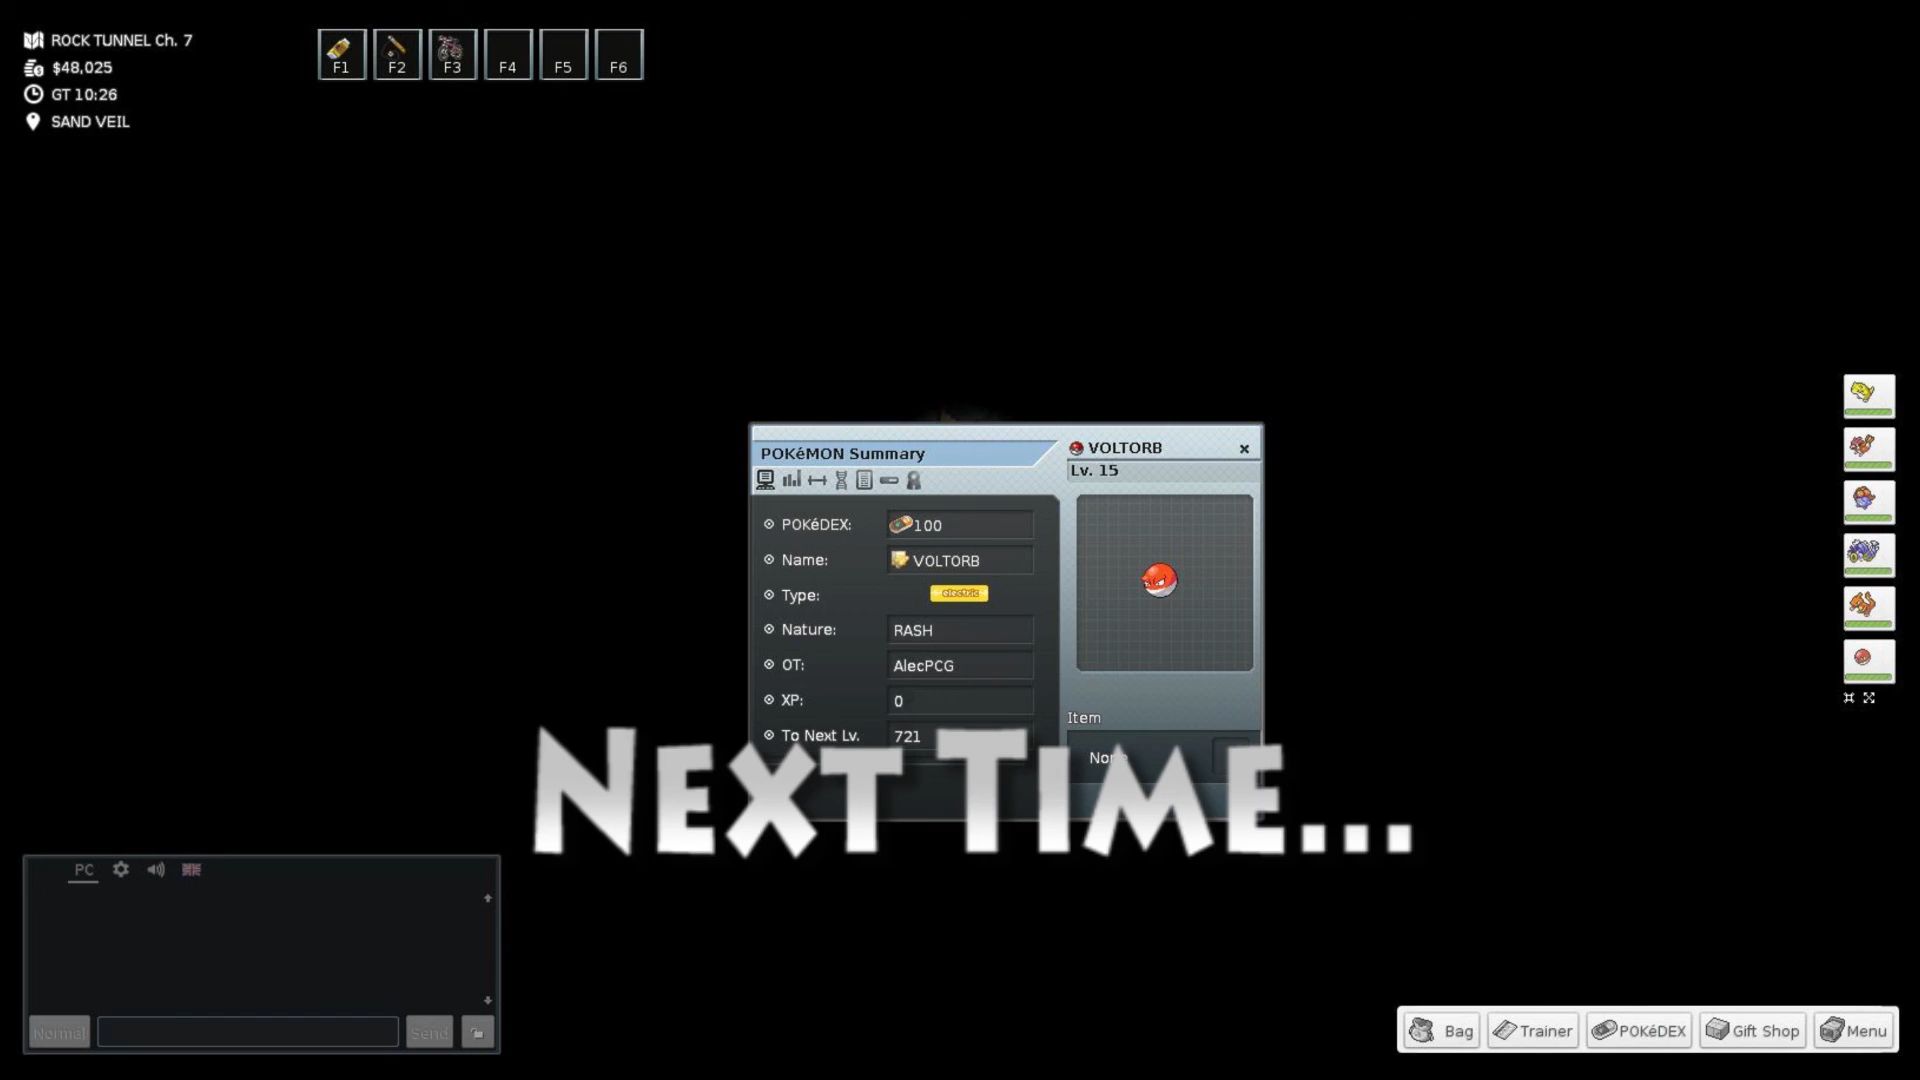 ROCK TUNNEL Ch. 7
$48,025
GT 10:26
SAND VEIL
F1 F2 F3 F4 F5 F6
POKéMON Summary
VOLTORB
Lv. 15
POKéDEX: 100
Name: VOLTORB
Type: electric
Nature: RASH
OT: AlecPCG
XP: 0
To Next Lv. 721
Item
None
NEXT TIME...
PC
Normal Send
Bag Trainer POKéDEX Gift Shop Menu